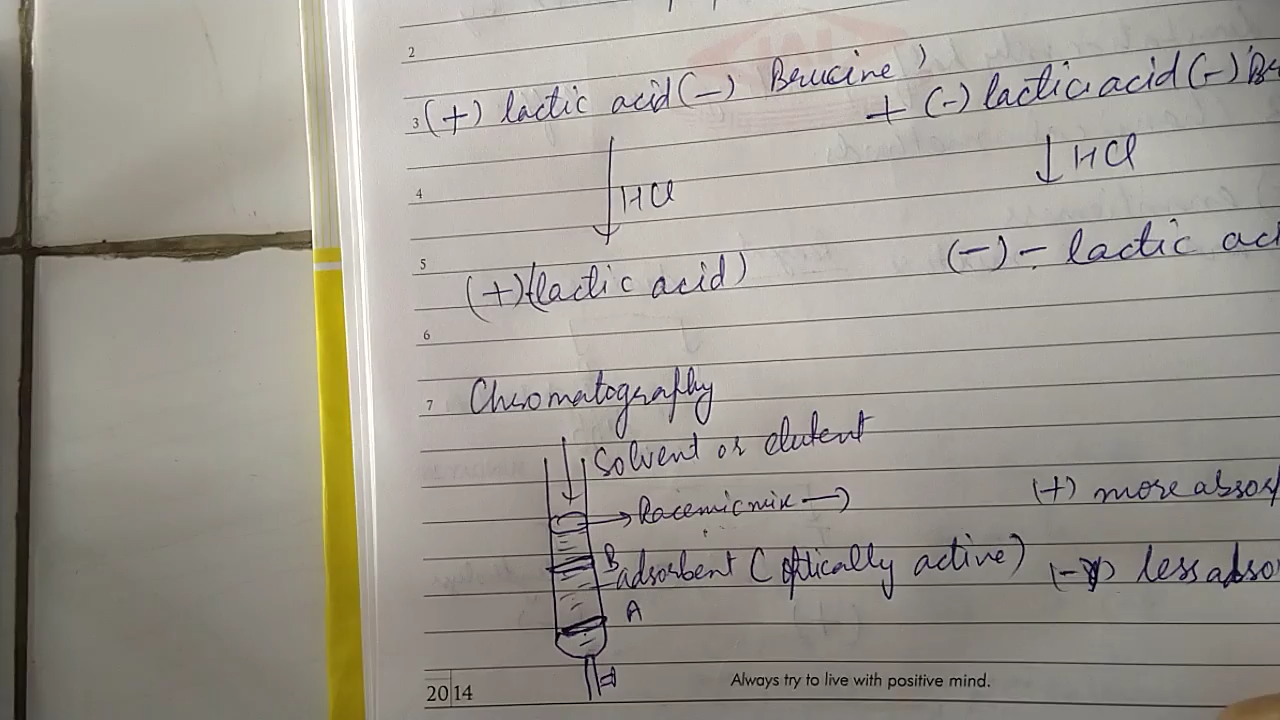 2
3 (+) lactic acid (-) Brucine) + (-) lactic acid (-)
4 HCl HCl
5 (+) (lactic acid) (-) - lactic
6
7 Chromatography
Solvent or elutent
Racemic mix → (+) more
B
adsorbent (optically active) less
A
2014 Always try to live with positive mind.